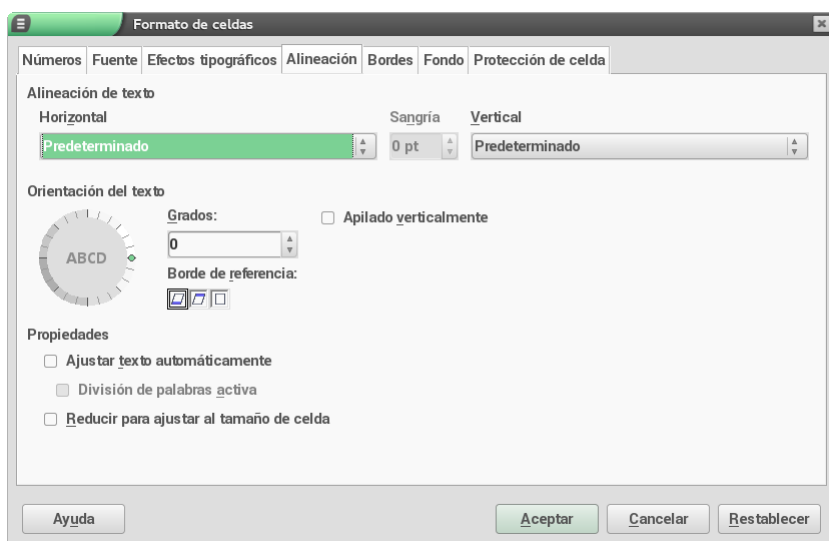 Formato de celdas
Números Fuente Efectos tipográficos Alineación Bordes Fondo Protección de celda
Alineación de texto
Horizontal Sangría Vertical
Predeterminado 0 pt Predeterminado
Orientación del texto
Grados: Apilado verticalmente
0
ABCD
Borde de referencia:
Propiedades
Ajustar texto automáticamente
División de palabras activa
Reducir para ajustar al tamaño de celda
Ayuda Aceptar Cancelar Restablecer